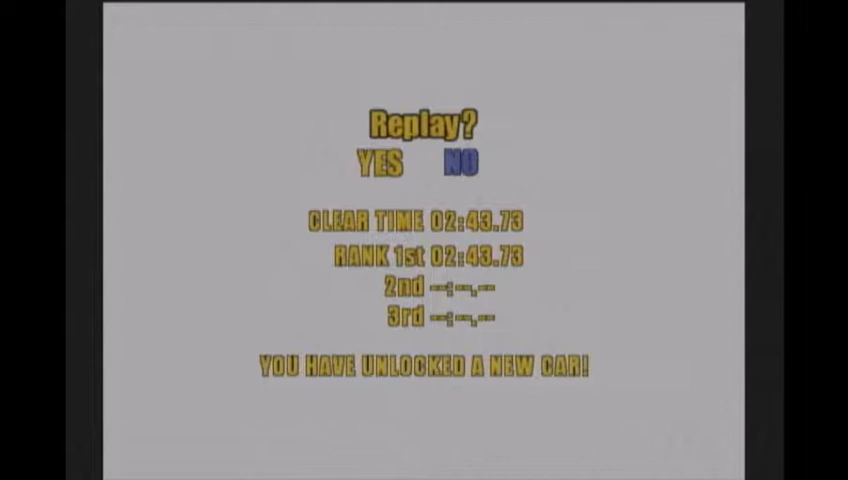 Replay?
YES NO
CLEAR TIME 02:43.73
RANK 1st 02:43.73
2nd --:--.--
3rd --:--.--
YOU HAVE UNLOCKED A NEW CAR!